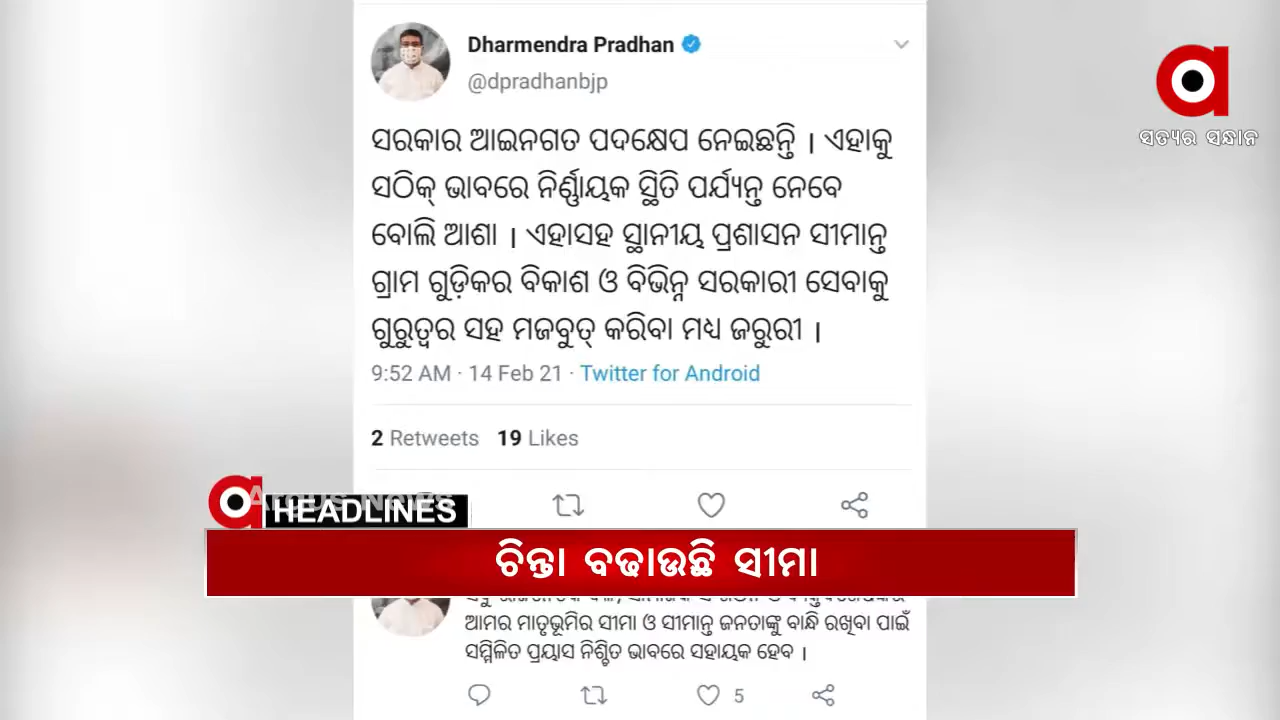 Dharmendra Pradhan
@dpradhanbjp
ସତ୍ୟର ସନ୍ଧାନ
ସରକାର ଆଇନଗତ ପଦକ୍ଷେପ ନେଇଛନ୍ତି । ଏହାକୁ
ସଠିକ୍ ଭାବରେ ନିର୍ଣ୍ଣାୟକ ସ୍ଥିତି ପର୍ଯ୍ୟନ୍ତ ନେବେ
ବୋଲି ଆଶା । ଏହାସହ ସ୍ଥାନୀୟ ପ୍ରଶାସନ ସୀମାନ୍ତ
ଗ୍ରାମ ଗୁଡ଼ିକର ବିକାଶ ଓ ବିଭିନ୍ନ ସରକାରୀ ସେବାକୁ
ଗୁରୁତ୍ୱର ସହ ମଜବୁତ୍ କରିବା ମଧ୍ୟ ଜରୁରୀ ।
9:52 AM · 14 Feb 21 · Twitter for Android
2 Retweets 19 Likes
Argus News
HEADLINES
ଚିନ୍ତା ବଢାଉଛି ସୀମା
ଆମର ମାତୃଭୂମିର ସୀମା ଓ ସୀମାନ୍ତ ଜନତାଙ୍କୁ ବାନ୍ଧି ରଖିବା ପାଇଁ
ସମ୍ମିଳିତ ପ୍ରୟାସ ନିଶ୍ଚିତ ଭାବରେ ସହାୟକ ହେବ ।
5